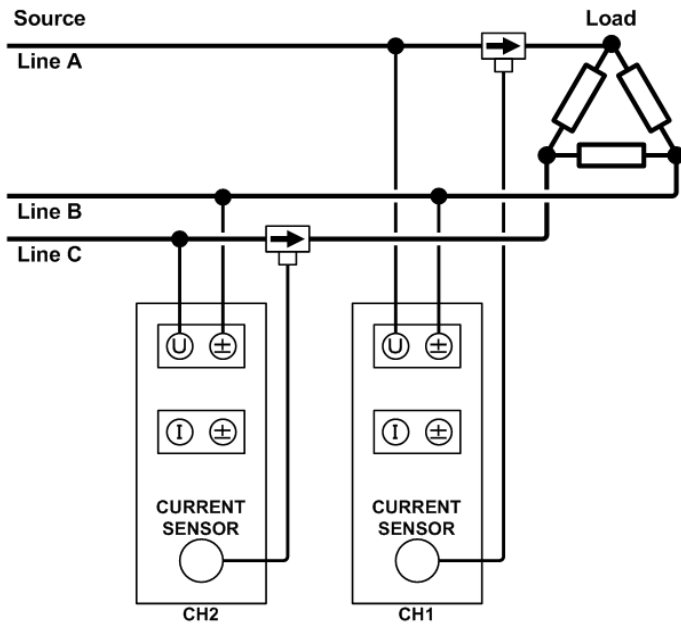 Source
Load
Line A
Line B
Line C
U ±
U ±
I ±
I ±
CURRENT
SENSOR
CURRENT
SENSOR
CH2
CH1